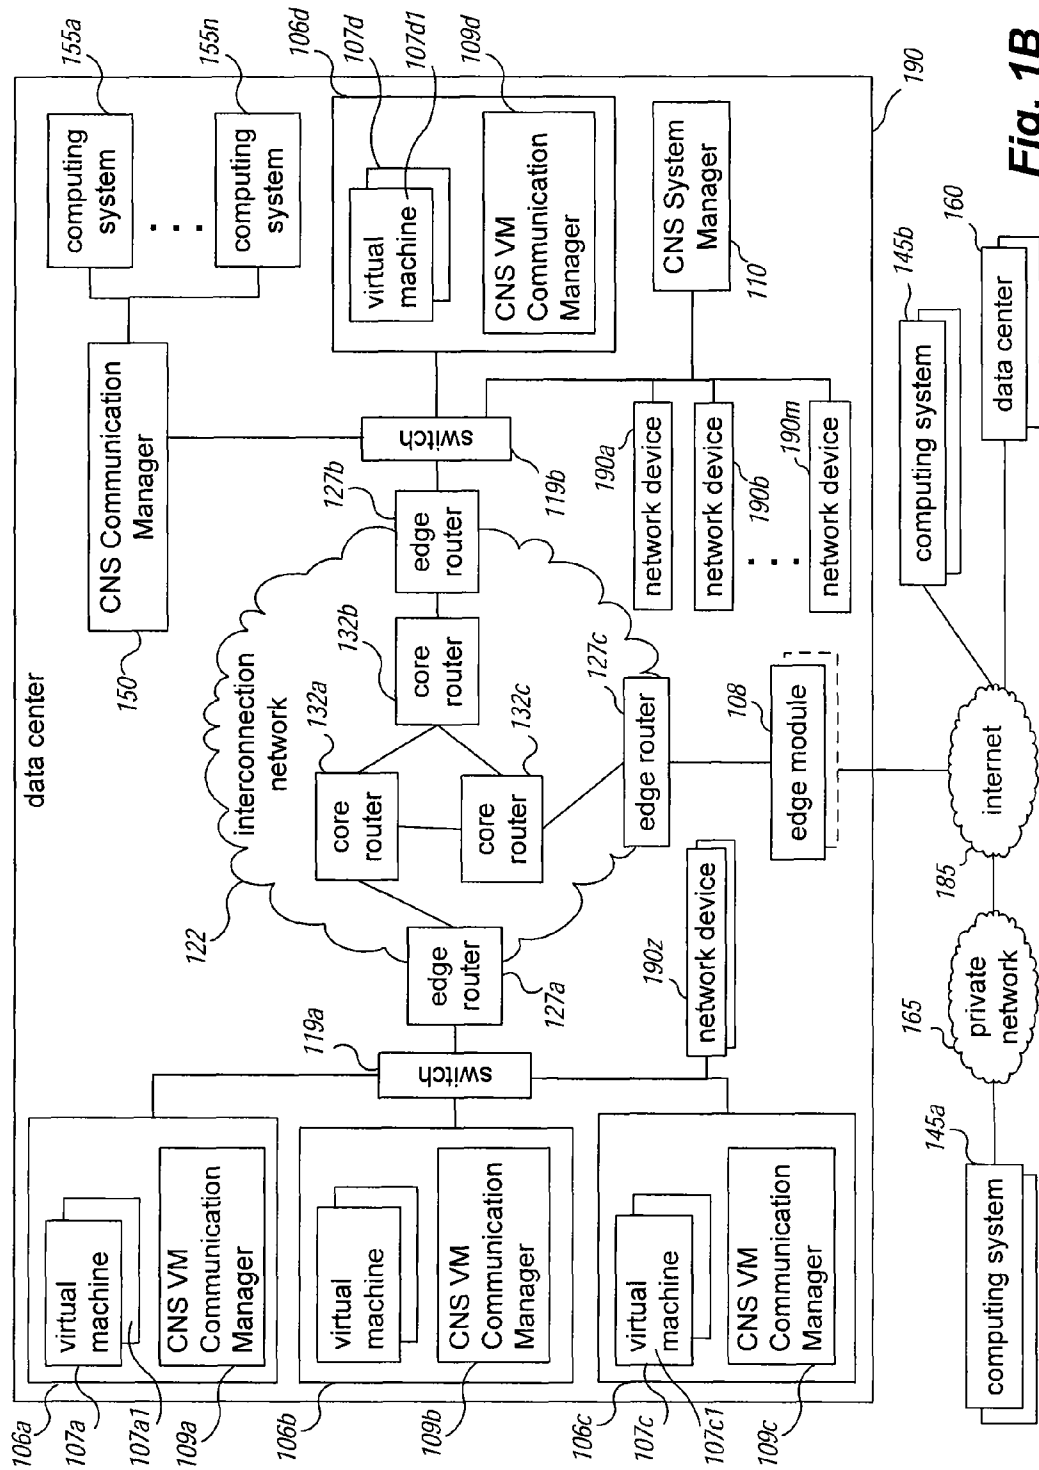 data center
150
CNS Communication
Manager
computing
system
155a
. . .
computing
system
155n
122
interconnection
network
132a
core
router
132b
core
router
132c
core
router
127b
edge
router
switch
119b
106d
107d
107d1
virtual
machine
CNS VM
Communication
Manager
109d
119a
switch
edge
router
127a
127c
edge router
190a
network device
network device
190b
. . .
190m
network device
CNS System
Manager
110
106a
107a
107a1
109a
virtual
machine
CNS VM
Communication
Manager
106b
109b
virtual
machine
CNS VM
Communication
Manager
106c
107c
107c1
109c
virtual
machine
CNS VM
Communication
Manager
190z
network device
108
edge module
190
145a
computing system
165
private
network
185
internet
145b
computing system
160
data center
Fig. 1B